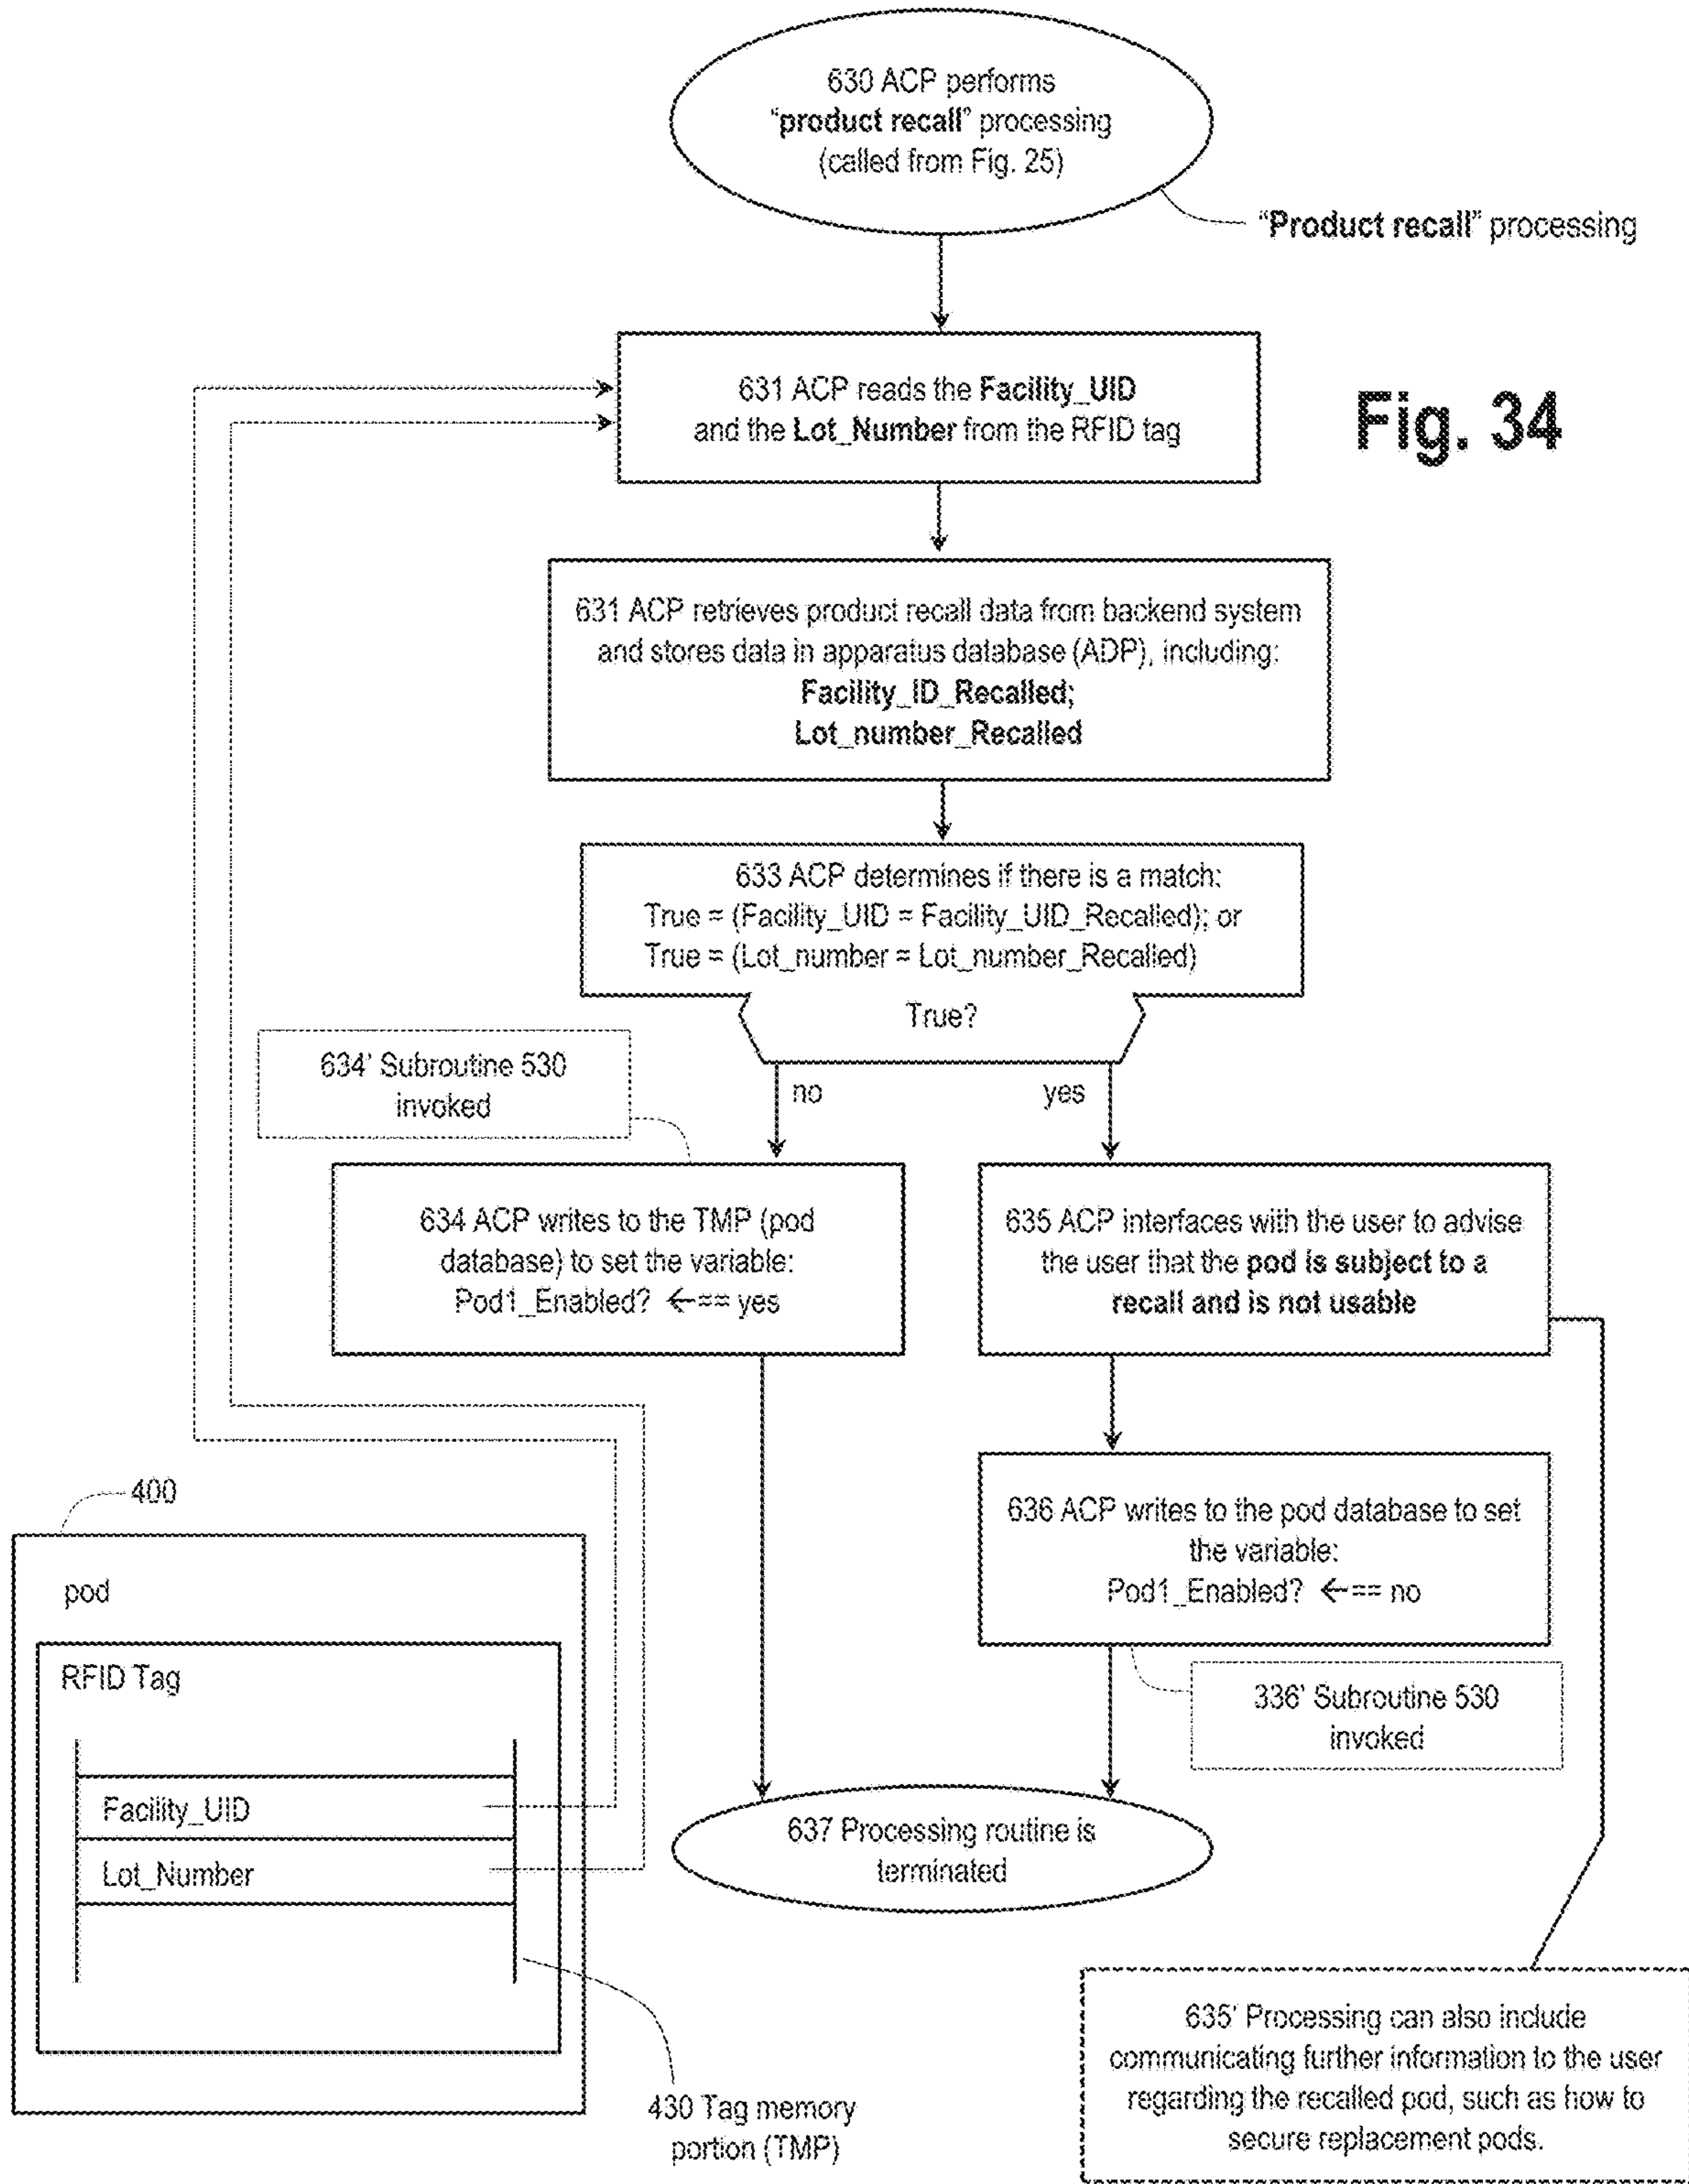 630 ACP performs
“product recall” processing
(called from Fig. 25)
“Product recall” processing
Fig. 34
631 ACP reads the Facility_UID
and the Lot_Number from the RFID tag
631 ACP retrieves product recall data from backend system
and stores data in apparatus database (ADP), including:
Facility_ID_Recalled;
Lot_number_Recalled
633 ACP determines if there is a match:
True = (Facility_UID = Facility_UID_Recalled); or
True = (Lot_number = Lot_number_Recalled)
True?
634' Subroutine 530
invoked
no
yes
634 ACP writes to the TMP (pod
database) to set the variable:
Pod1_Enabled? ←== yes
635 ACP interfaces with the user to advise
the user that the pod is subject to a
recall and is not usable
636 ACP writes to the pod database to set
the variable:
Pod1_Enabled? ←== no
336' Subroutine 530
invoked
400
pod
RFID Tag
Facility_UID
Lot_Number
637 Processing routine is
terminated
430 Tag memory
portion (TMP)
635' Processing can also include
communicating further information to the user
regarding the recalled pod, such as how to
secure replacement pods.